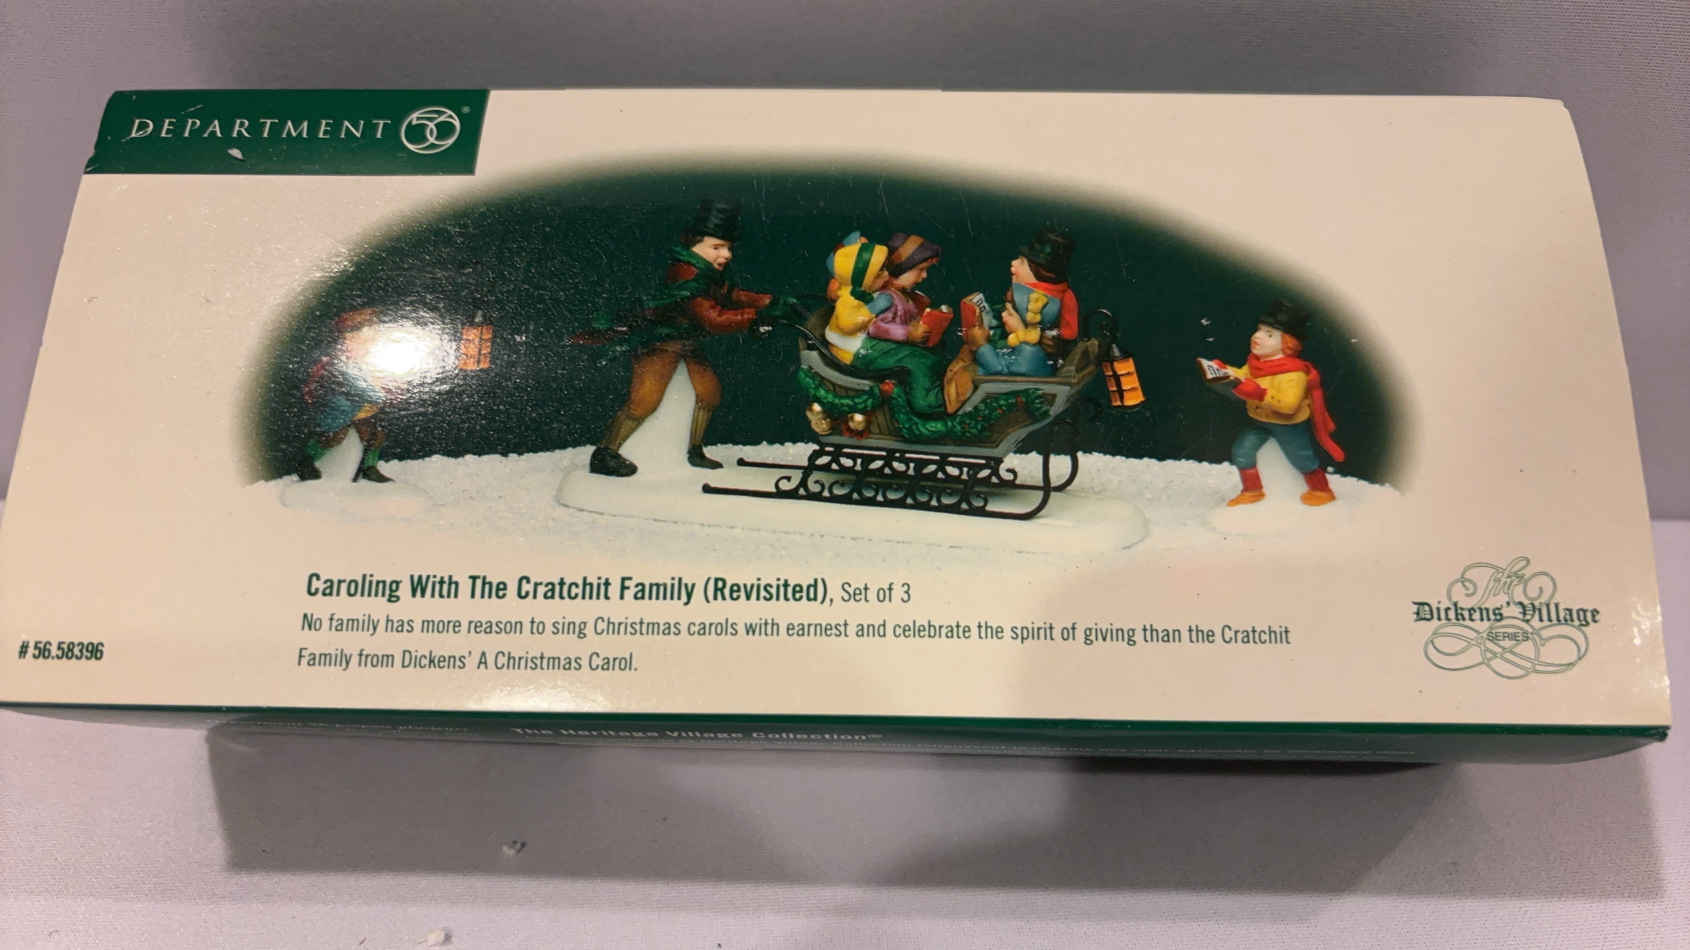 DEPARTMENT 56®
Caroling With The Cratchit Family (Revisited), Set of 3
No family has more reason to sing Christmas carols with earnest and celebrate the spirit of giving than the Cratchit
Family from Dickens' A Christmas Carol.
# 56.58396
The
Dickens' Village
SERIES
The Heritage Village Collection®